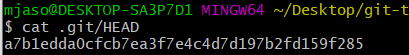 mjaso@DESKTOP-SA3P7D1 MINGW64 ~/Desktop/git-t
$ cat .git/HEAD
a7b1edda0cfcb7ea3f7e4c4d7d197b2fd159f285